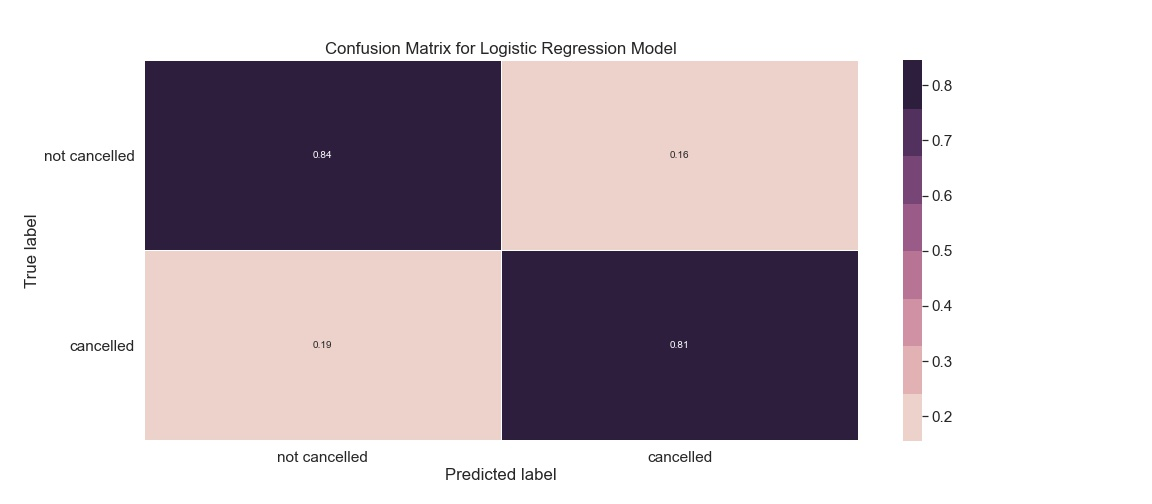 Confusion Matrix for Logistic Regression Model
True label
not cancelled
cancelled
0.84
0.16
0.19
0.81
not cancelled
cancelled
Predicted label
0.8
0.7
0.6
0.5
0.4
0.3
0.2